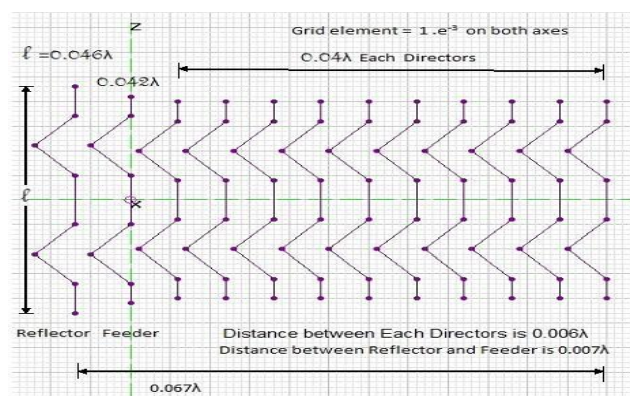 Z
Grid element = 1.e⁻³ on both axes
ℓ =0.046λ
0.04λ Each Directors
0.042λ
ℓ
X
Reflector Feeder
Distance between Each Directors is 0.006λ
Distance between Reflector and Feeder is 0.007λ
0.067λ